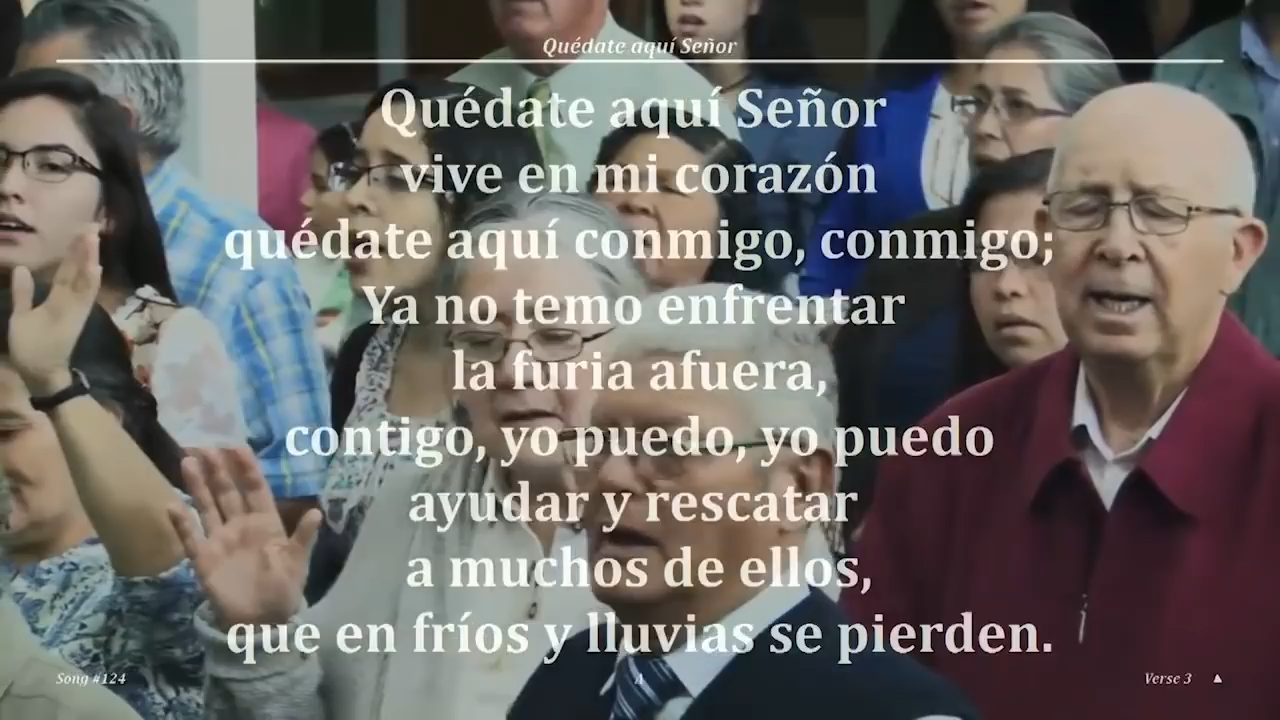 Quédate aquí Señor
Quédate aquí Señor
vive en mi corazón
quédate aquí conmigo, conmigo;
Ya no temo enfrentar
la furia afuera,
contigo, yo puedo, yo puedo
ayudar y rescatar
a muchos de ellos,
que en fríos y lluvias se pierden.
Song #124
A
Verse 3 ▲